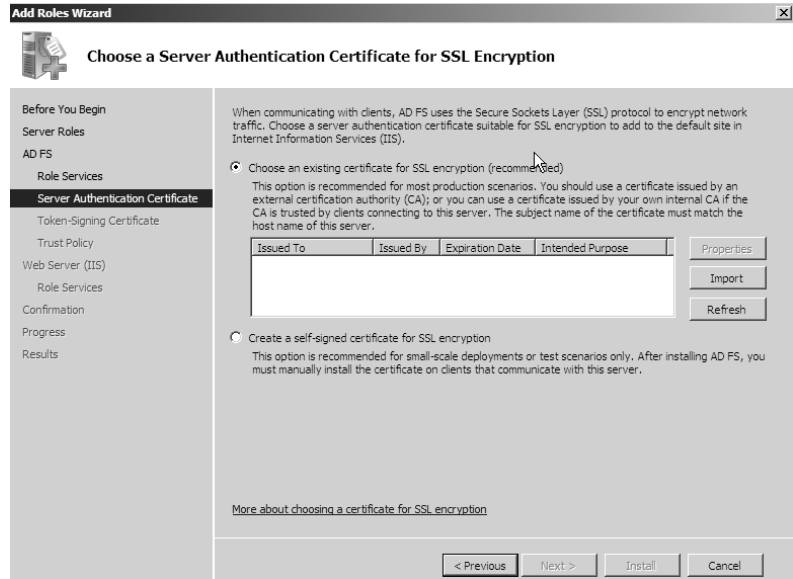 Add Roles Wizard
Choose a Server Authentication Certificate for SSL Encryption
Before You Begin
Server Roles
AD FS
Role Services
Server Authentication Certificate
Token-Signing Certificate
Trust Policy
Web Server (IIS)
Role Services
Confirmation
Progress
Results
When communicating with clients, AD FS uses the Secure Sockets Layer (SSL) protocol to encrypt network
traffic. Choose a server authentication certificate suitable for SSL encryption to add to the default site in
Internet Information Services (IIS).
Choose an existing certificate for SSL encryption (recommended)
This option is recommended for most production scenarios. You should use a certificate issued by an
external certification authority (CA); or you can use a certificate issued by your own internal CA if the
CA is trusted by clients connecting to this server. The subject name of the certificate must match the
host name of this server.
Issued To Issued By Expiration Date Intended Purpose
Properties
Import
Refresh
Create a self-signed certificate for SSL encryption
This option is recommended for small-scale deployments or test scenarios only. After installing AD FS, you
must manually install the certificate on clients that communicate with this server.
More about choosing a certificate for SSL encryption
< Previous Next > Install Cancel